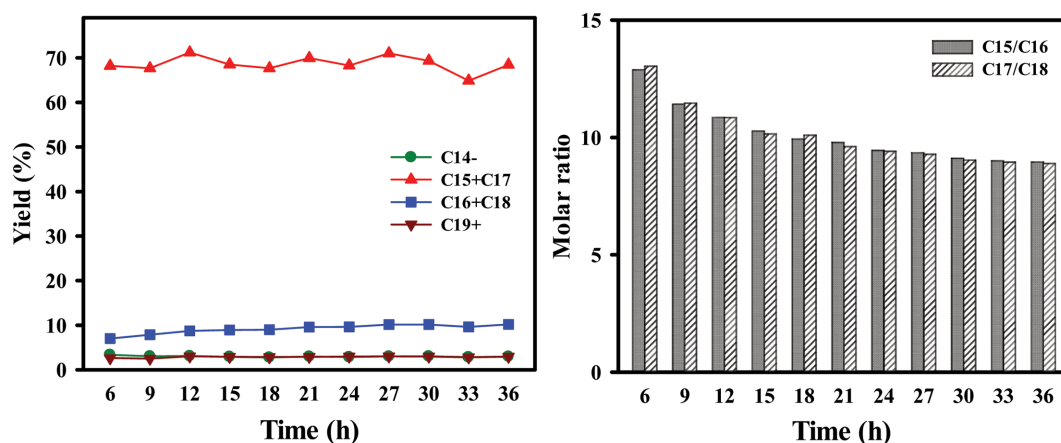 Yield (%)
70
60
50
40
30
20
10
0
C14-
C15+C17
C16+C18
C19+
6 9 12 15 18 21 24 27 30 33 36
Time (h)
Molar ratio
15
10
5
0
C15/C16
C17/C18
6 9 12 15 18 21 24 27 30 33 36
Time (h)